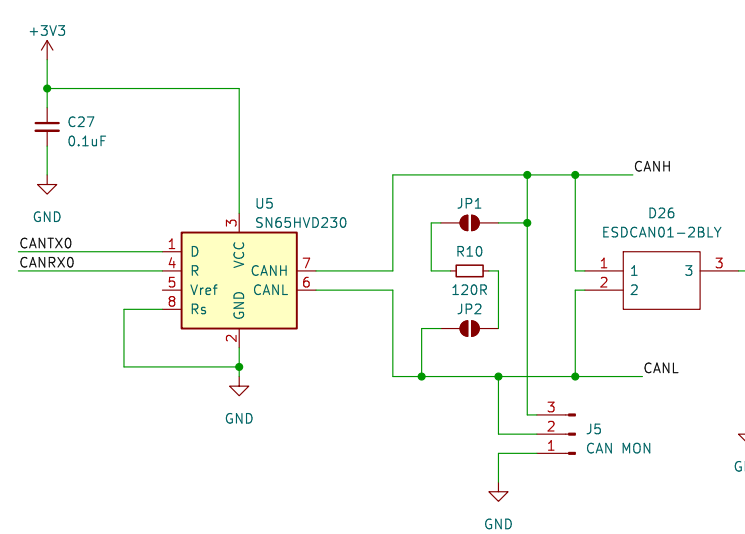 +3V3
C27
0.1uF
GND
CANTX0
CANRX0
U5
SN65HVD230
3
VCC
1
D
4
R
5
Vref
8
Rs
CANH
7
CANL
6
GND
2
GND
CANH
JP1
R10
120R
JP2
D26
ESDCAN01-2BLY
1
1
2
2
3
3
CANL
3
2
1
J5
CAN MON
GND